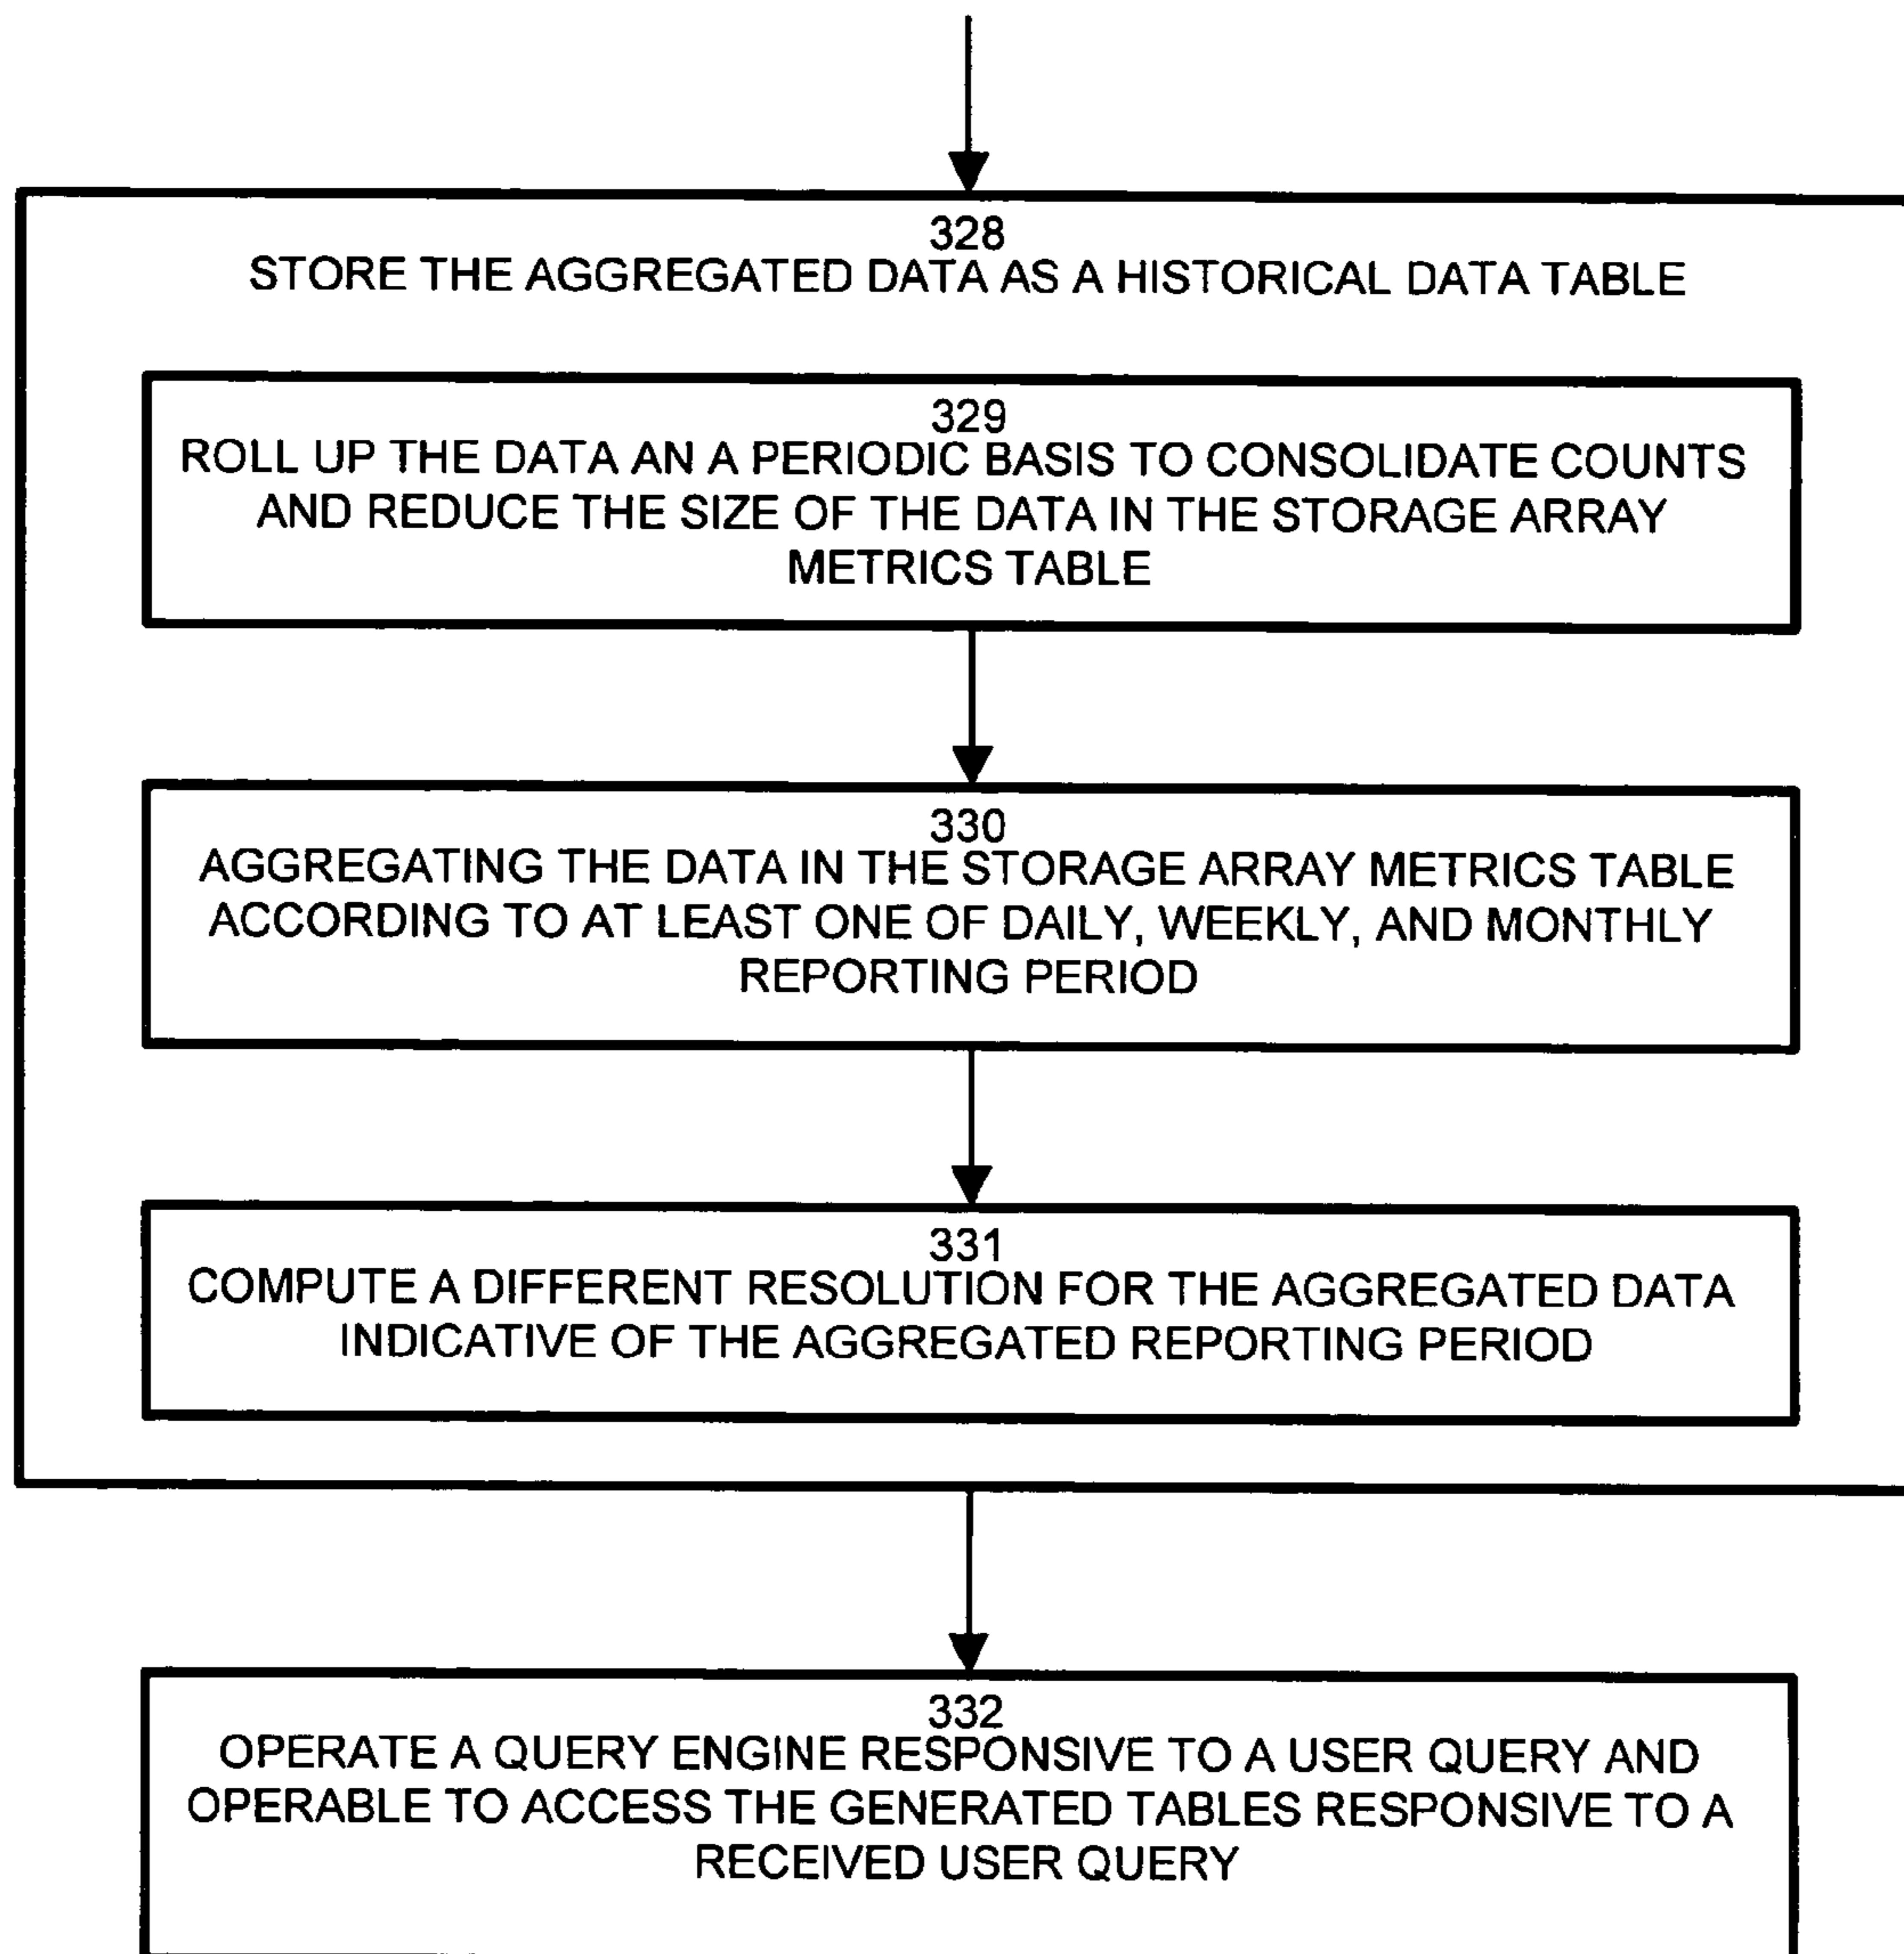 328
STORE THE AGGREGATED DATA AS A HISTORICAL DATA TABLE
329
ROLL UP THE DATA AN A PERIODIC BASIS TO CONSOLIDATE COUNTS
AND REDUCE THE SIZE OF THE DATA IN THE STORAGE ARRAY
METRICS TABLE
330
AGGREGATING THE DATA IN THE STORAGE ARRAY METRICS TABLE
ACCORDING TO AT LEAST ONE OF DAILY, WEEKLY, AND MONTHLY
REPORTING PERIOD
331
COMPUTE A DIFFERENT RESOLUTION FOR THE AGGREGATED DATA
INDICATIVE OF THE AGGREGATED REPORTING PERIOD
332
OPERATE A QUERY ENGINE RESPONSIVE TO A USER QUERY AND
OPERABLE TO ACCESS THE GENERATED TABLES RESPONSIVE TO A
RECEIVED USER QUERY